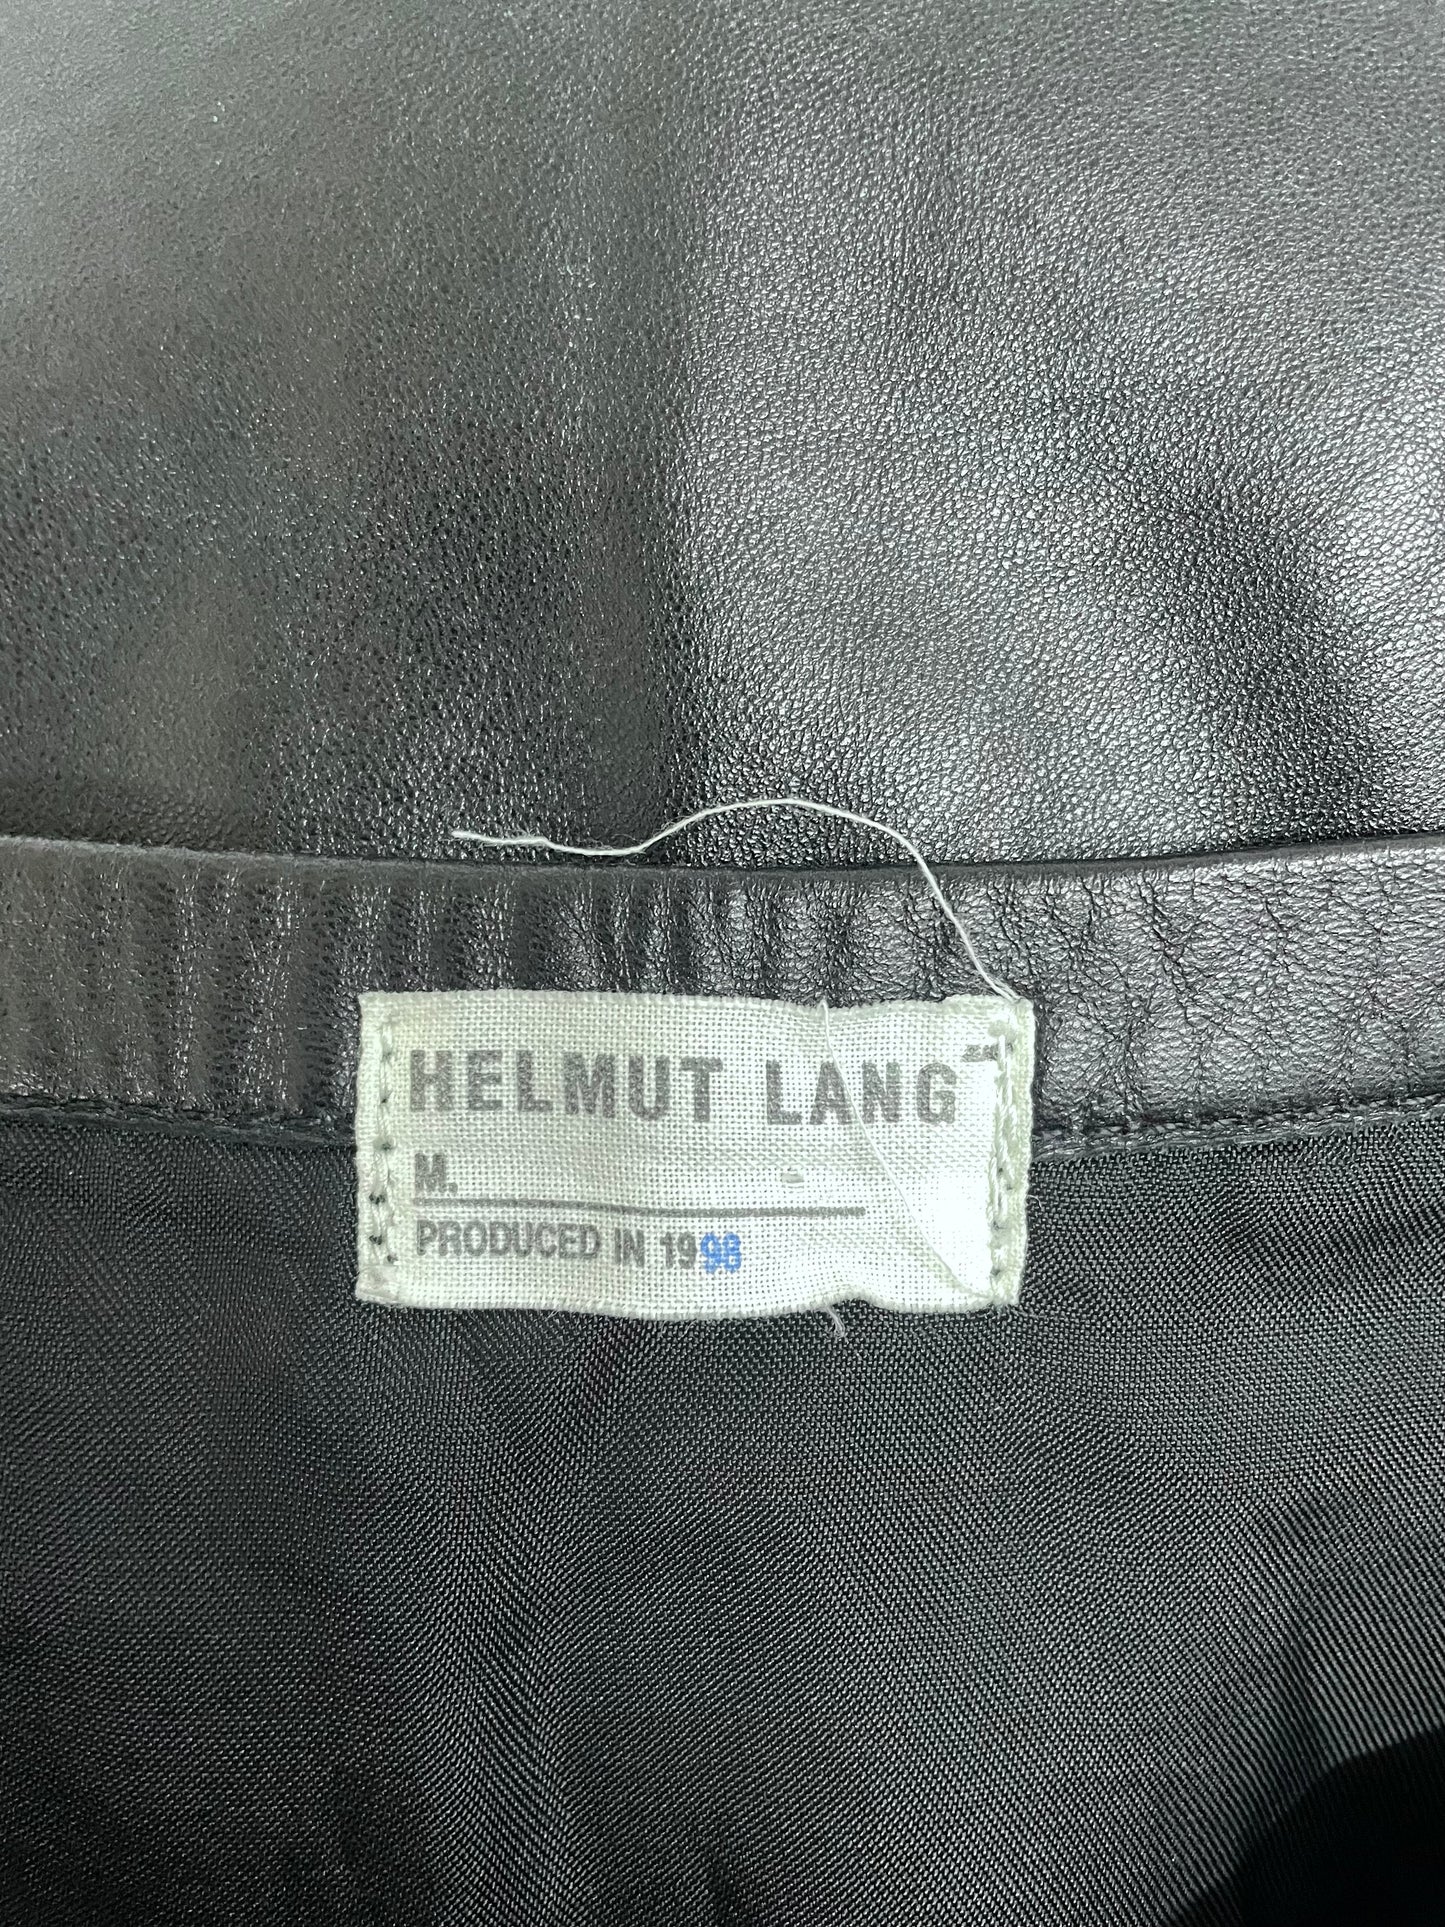 HELMUT LANG
M.
PRODUCED IN 1998